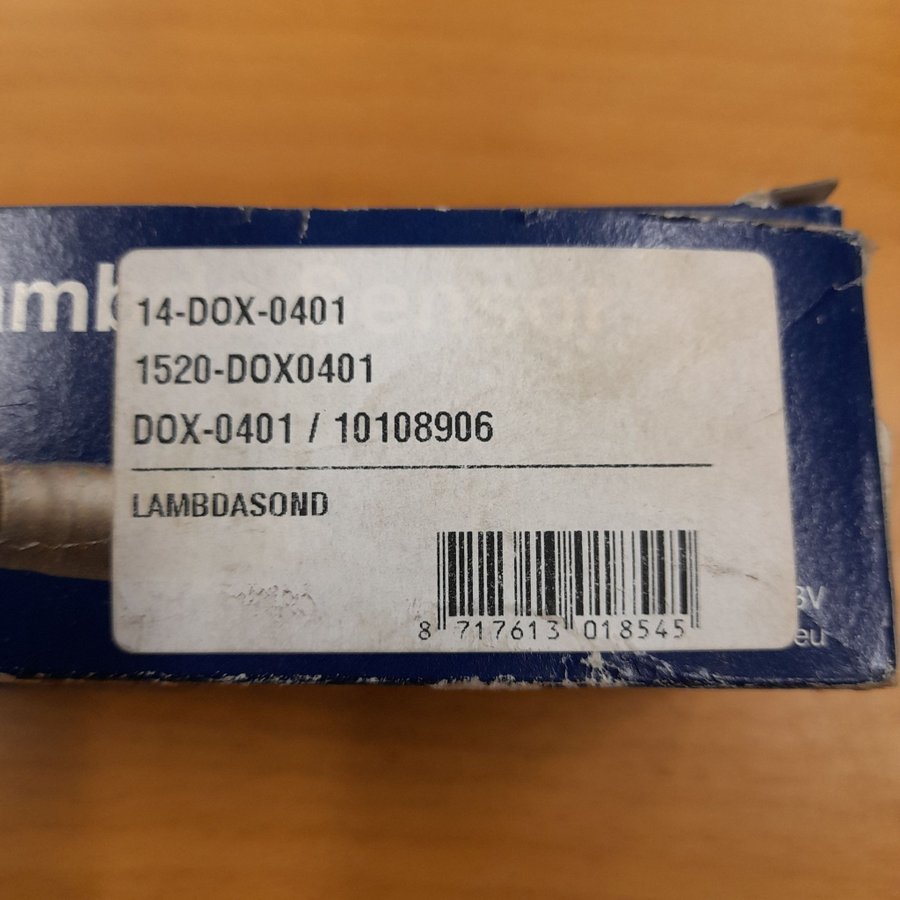 14-DOX-0401
1520-DOX0401
DOX-0401 / 10108906
LAMBDASOND
8 717613 018545